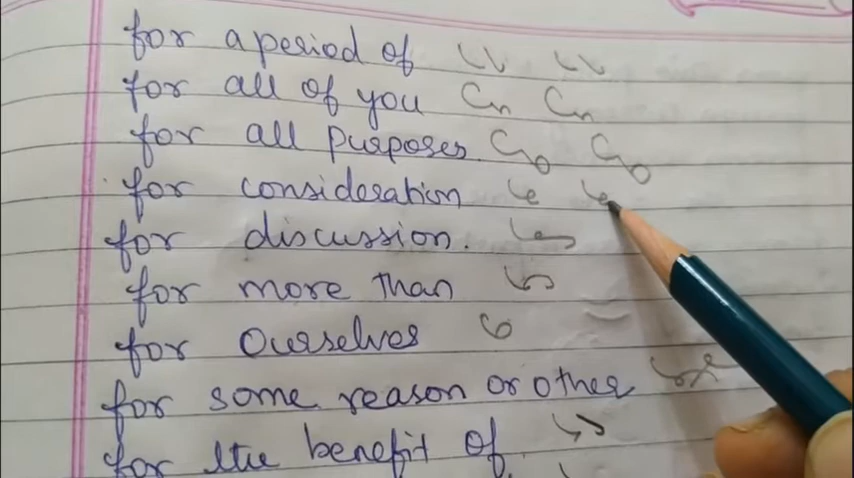 for a period of
for all of you
for all purposes
for consideration
for discussion.
for more than
for ourselves
for some reason or other
for the benefit of